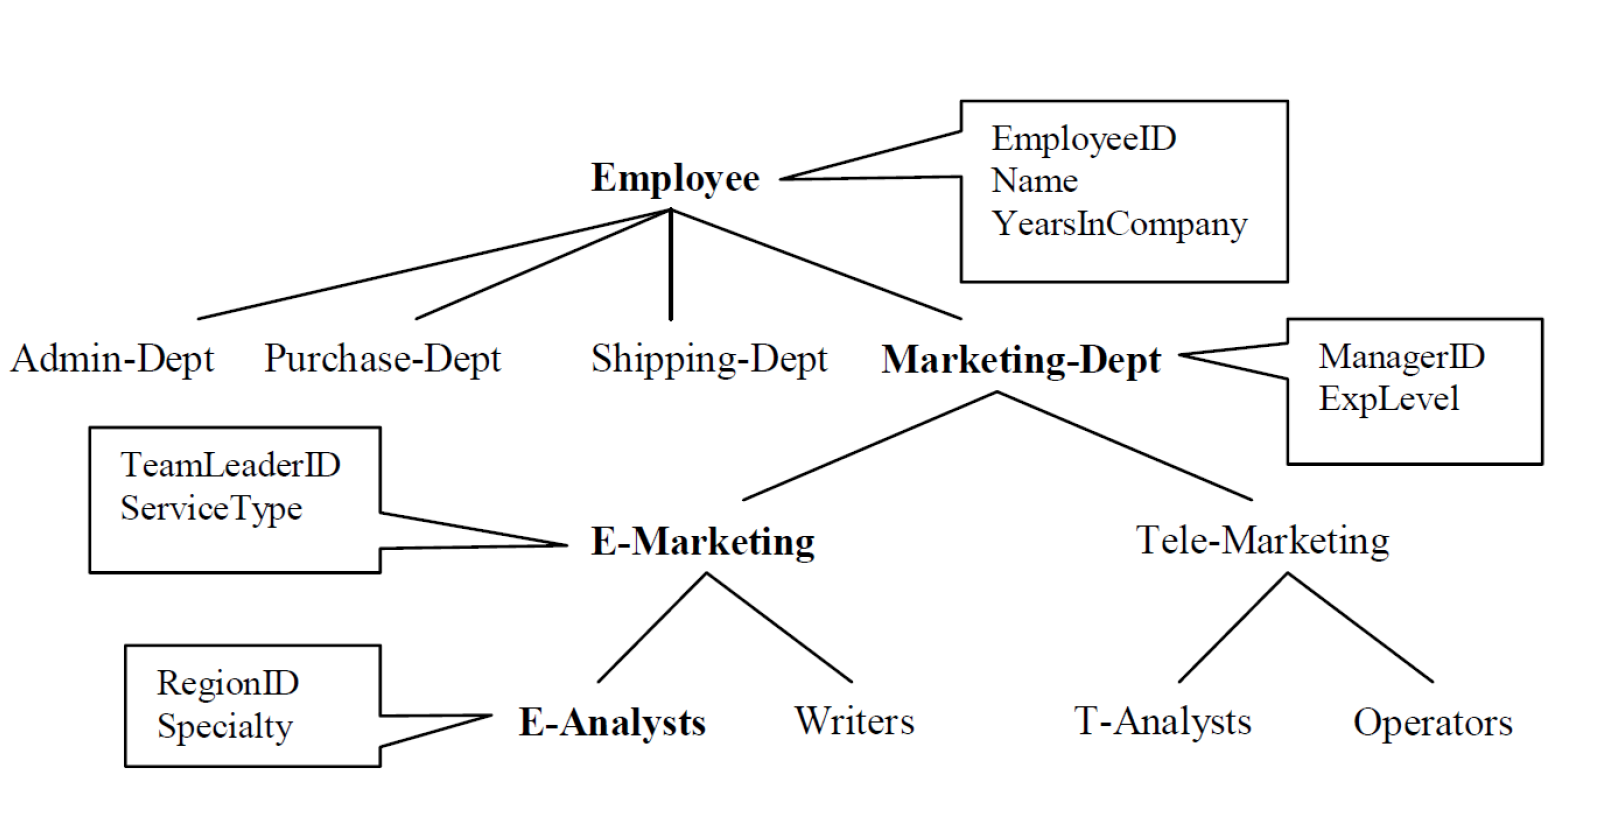 EmployeeID
Name
YearsInCompany
Employee
Admin-Dept
Purchase-Dept
Shipping-Dept
Marketing-Dept
ManagerID
ExpLevel
TeamLeaderID
ServiceType
E-Marketing
Tele-Marketing
RegionID
Specialty
E-Analysts
Writers
T-Analysts
Operators